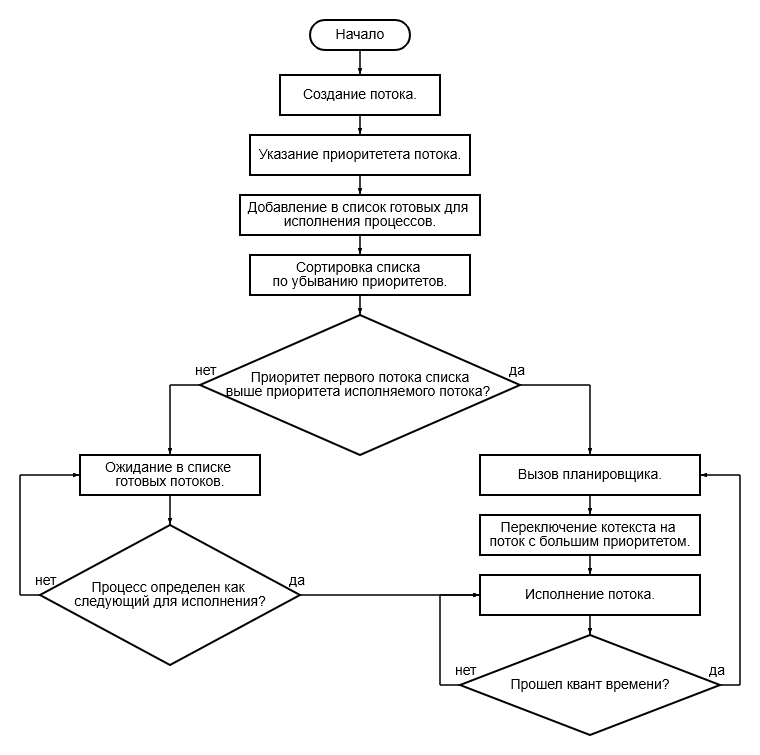 Начало
Создание потока.
Указание приоритетета потока.
Добавление в список готовых для
исполнения процессов.
Сортировка списка
по убыванию приоритетов.
нет
да
Приоритет первого потока списка
выше приоритета исполняемого потока?
Ожидание в списке
готовых потоков.
Вызов планировщика.
Переключение котекста на
поток с большим приоритетом.
нет
да
Процесс определен как
следующий для исполнения?
Исполнение потока.
нет
да
Прошел квант времени?